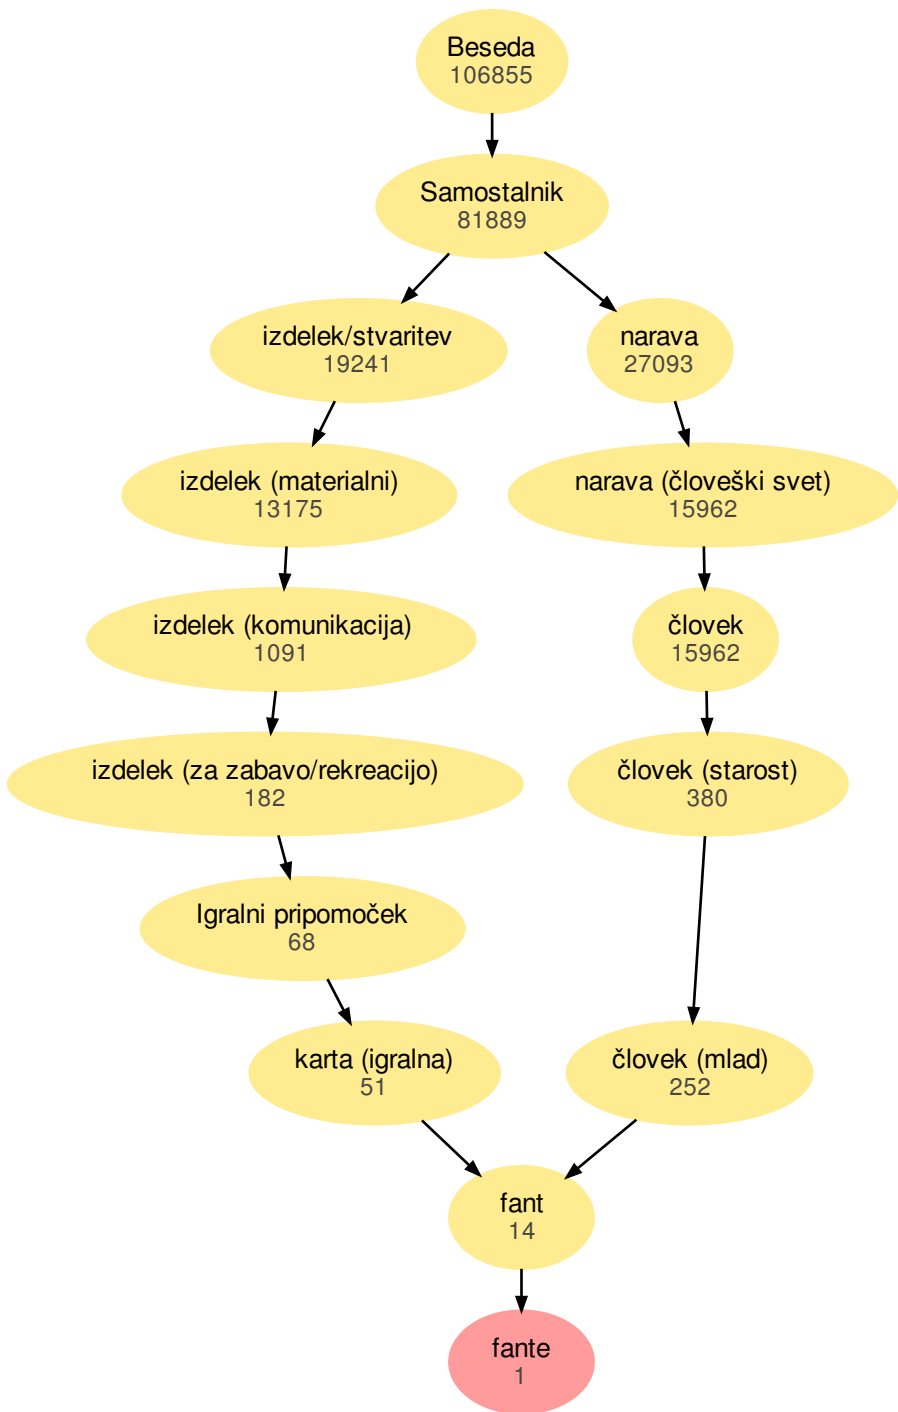 Beseda
106855
Samostalnik
81889
izdelek/stvaritev
19241
narava
27093
izdelek (materialni)
13175
narava (človeški svet)
15962
izdelek (komunikacija)
1091
človek
15962
izdelek (za zabavo/rekreacijo)
182
človek (starost)
380
Igralni pripomoček
68
karta (igralna)
51
človek (mlad)
252
fant
14
fante
1